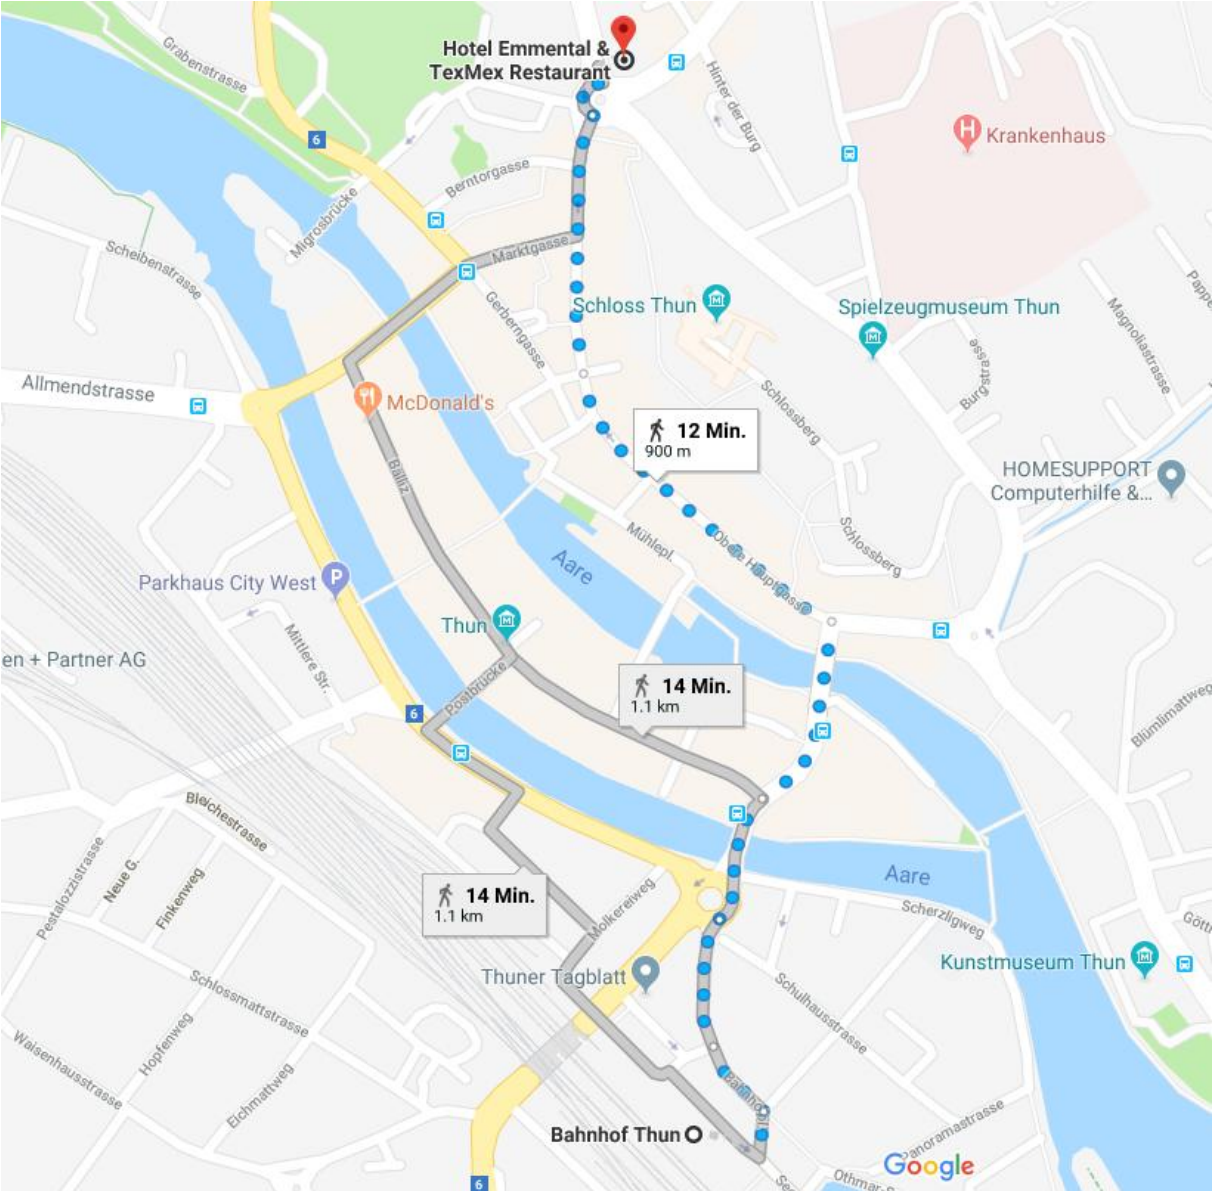 Hotel Emmental &
TexMex Restaurant
Grabenstrasse
6
Hinter der Burg
H
Krankenhaus
Berntorgasse
Migrosbrücke
Scheibenstrasse
Marktgasse
Gerberngasse
Schloss Thun
Spielzeugmuseum Thun
Magnoliastrasse
Burgstrasse
Allmendstrasse
McDonald's
Schlossberg
12 Min.
900 m
Bälliz
HOMESUPPORT
Computerhilfe &...
Mühlepl.
Obere Hauptgasse
Schlossberg
Aare
Parkhaus City West
P
Thun
Mittlere Str.
en + Partner AG
Postbrücke
14 Min.
1.1 km
6
Blümlimattweg
Bleichestrasse
Pestalozzistrasse
Neue G.
Finkenweg
14 Min.
1.1 km
Aare
Scherzligweg
Molkereiweg
Thuner Tagblatt
Kunstmuseum Thun
Schlossmattstrasse
Schulhausstrasse
Hopfenweg
Waisenhausstrasse
Eichmattweg
Bahnhof Thun
Panoramastrasse
Google
6